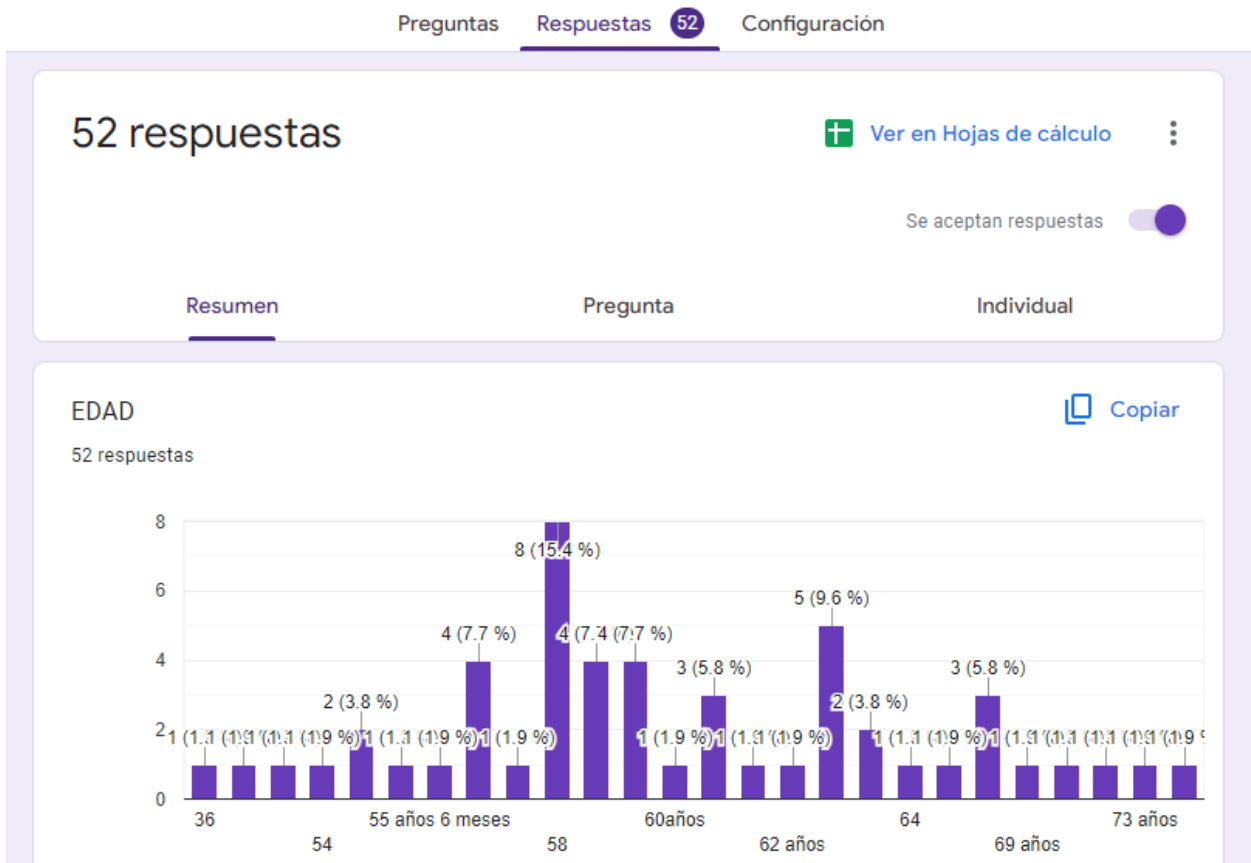 Preguntas Respuestas 52 Configuración
52 respuestas
Ver en Hojas de cálculo
Se aceptan respuestas
Resumen Pregunta Individual
EDAD
Copiar
52 respuestas
8
8 (15.4 %)
6
5 (9.6 %)
4 (7.7 %)
3 (5.8 %) 3 (5.8 %)
4
2 (3.8 %) 2 (3.8 %)
2
1 (1.9 %)
0
36 55 años 6 meses 60años 64 73 años
54 58 62 años 69 años